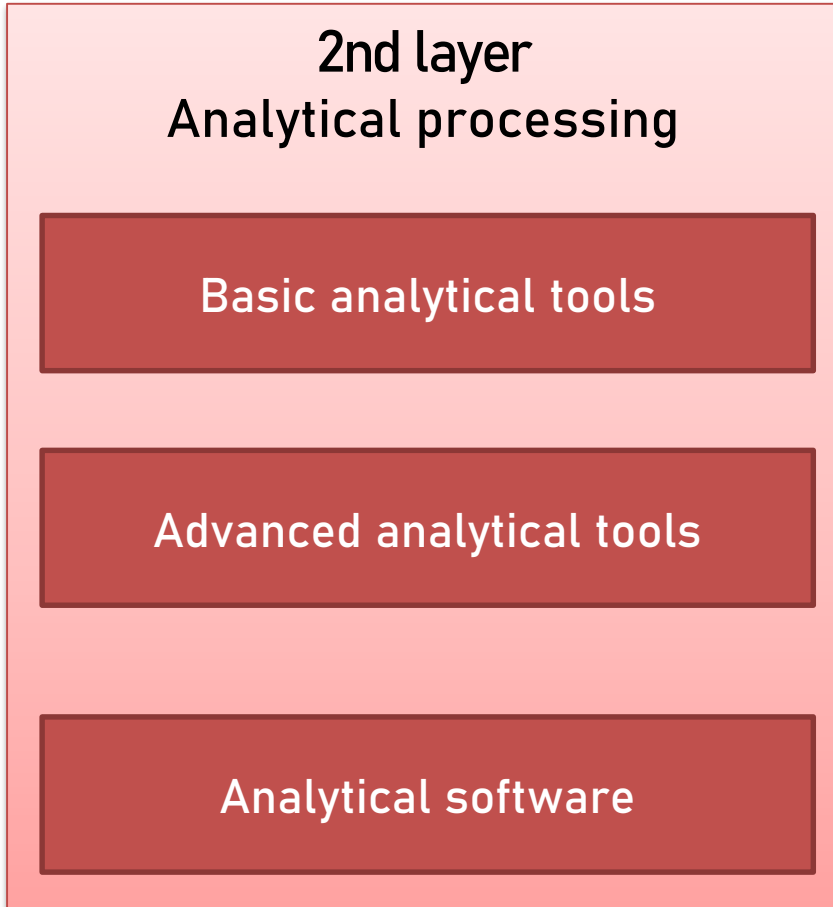 2nd layer
Analytical processing
Basic analytical tools
Advanced analytical tools
Analytical software